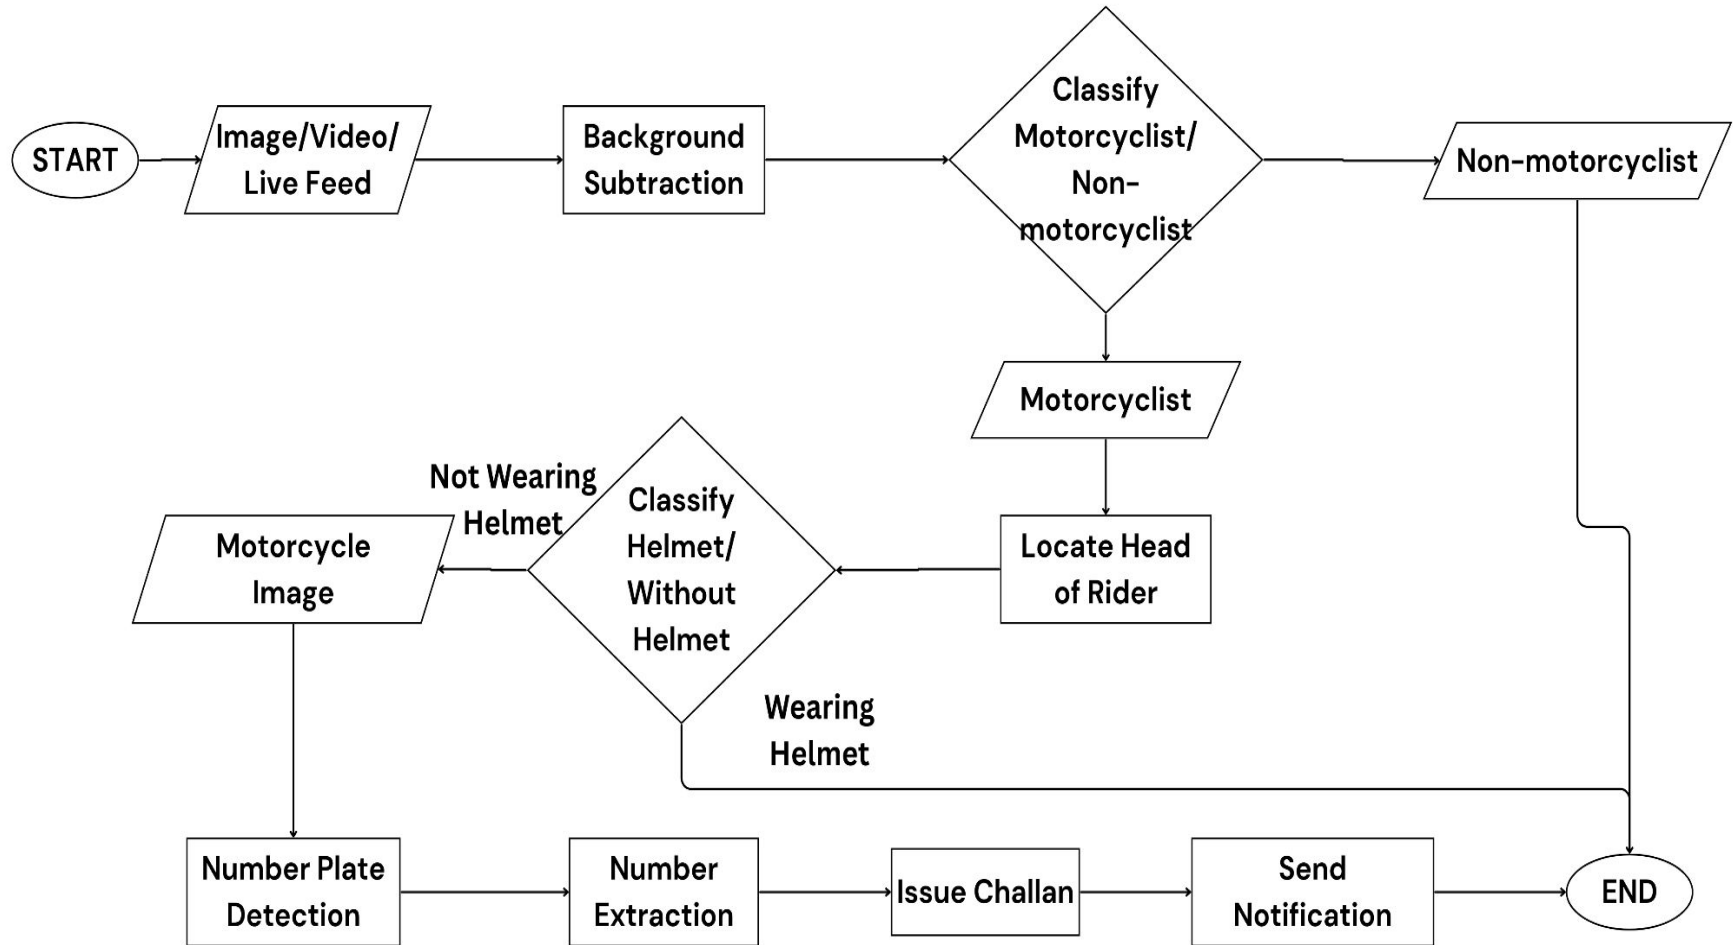 START
Image/Video/
Live Feed
Background
Subtraction
Classify
Motorcyclist/
Non-
motorcyclist
Non-motorcyclist
Motorcyclist
Locate Head
of Rider
Classify
Helmet/
Without
Helmet
Not Wearing
Helmet
Motorcycle
Image
Wearing
Helmet
Number Plate
Detection
Number
Extraction
Issue Challan
Send
Notification
END